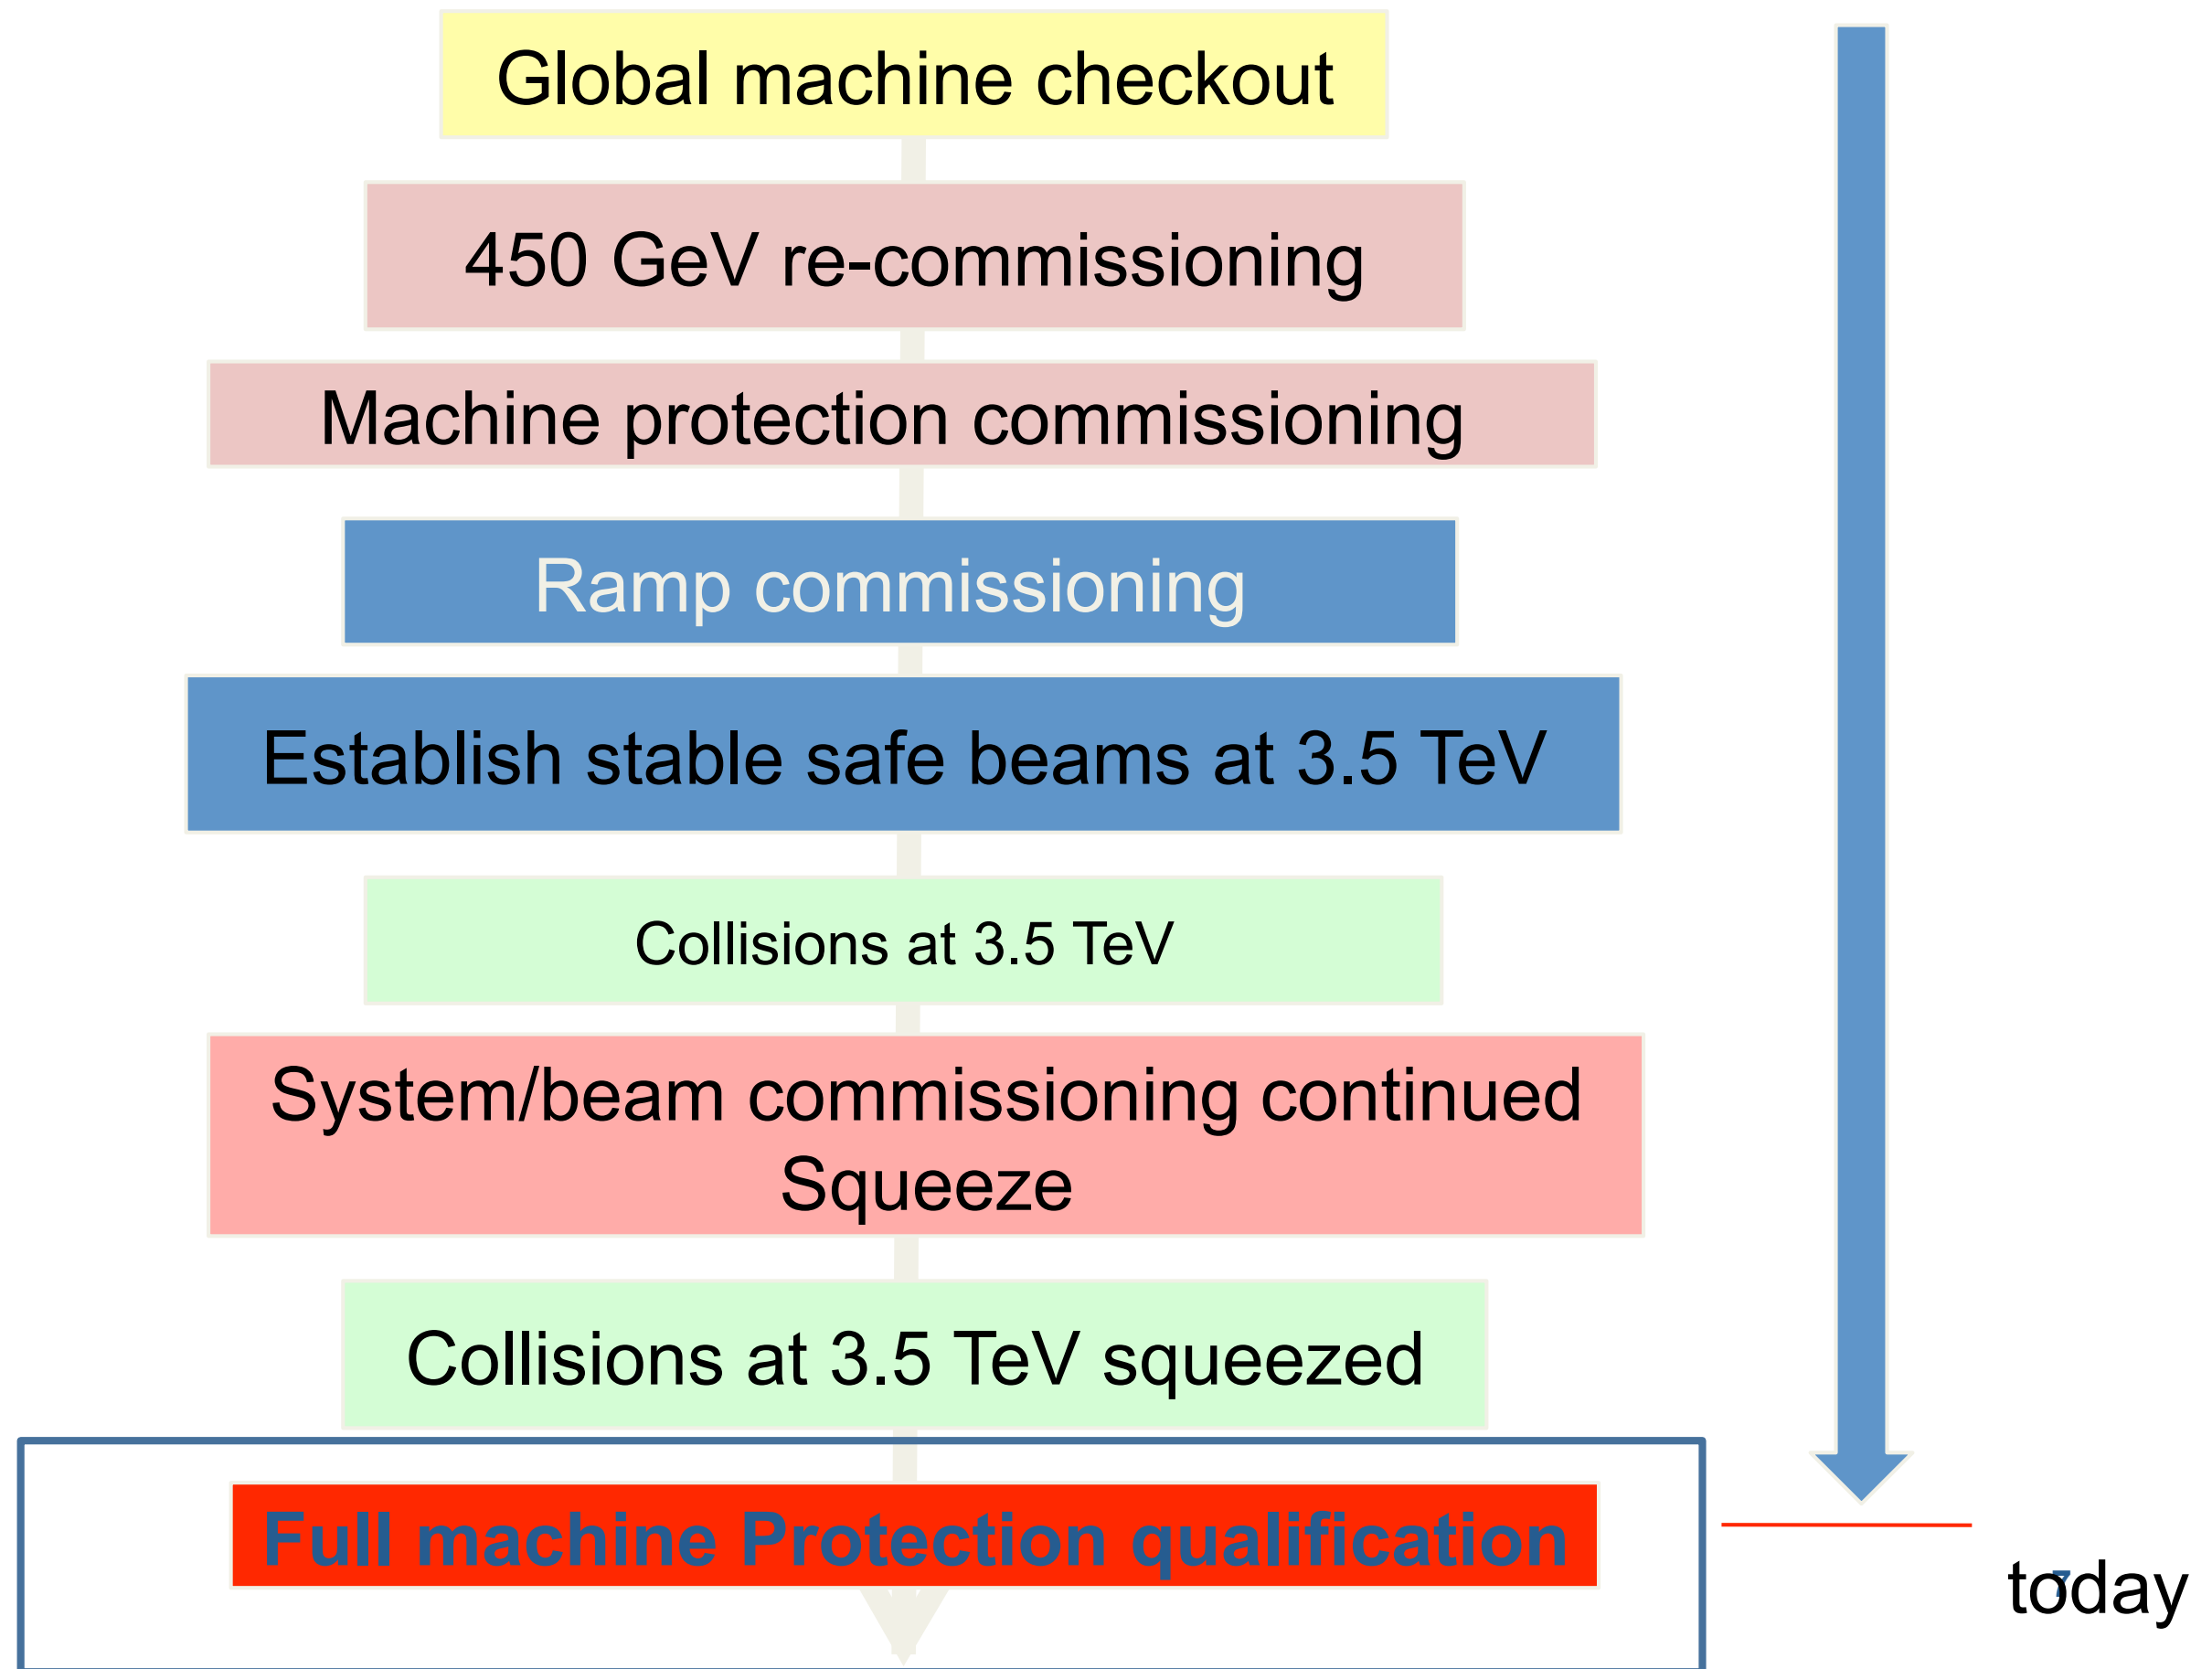 Global machine checkout
450 GeV re-commissioning
Machine protection commissioning
Ramp commissioning
Establish stable safe beams at 3.5 TeV
Collisions at 3.5 TeV
System/beam commissioning continued
Squeeze
Collisions at 3.5 TeV squeezed
Full machine Protection qualification
today
7